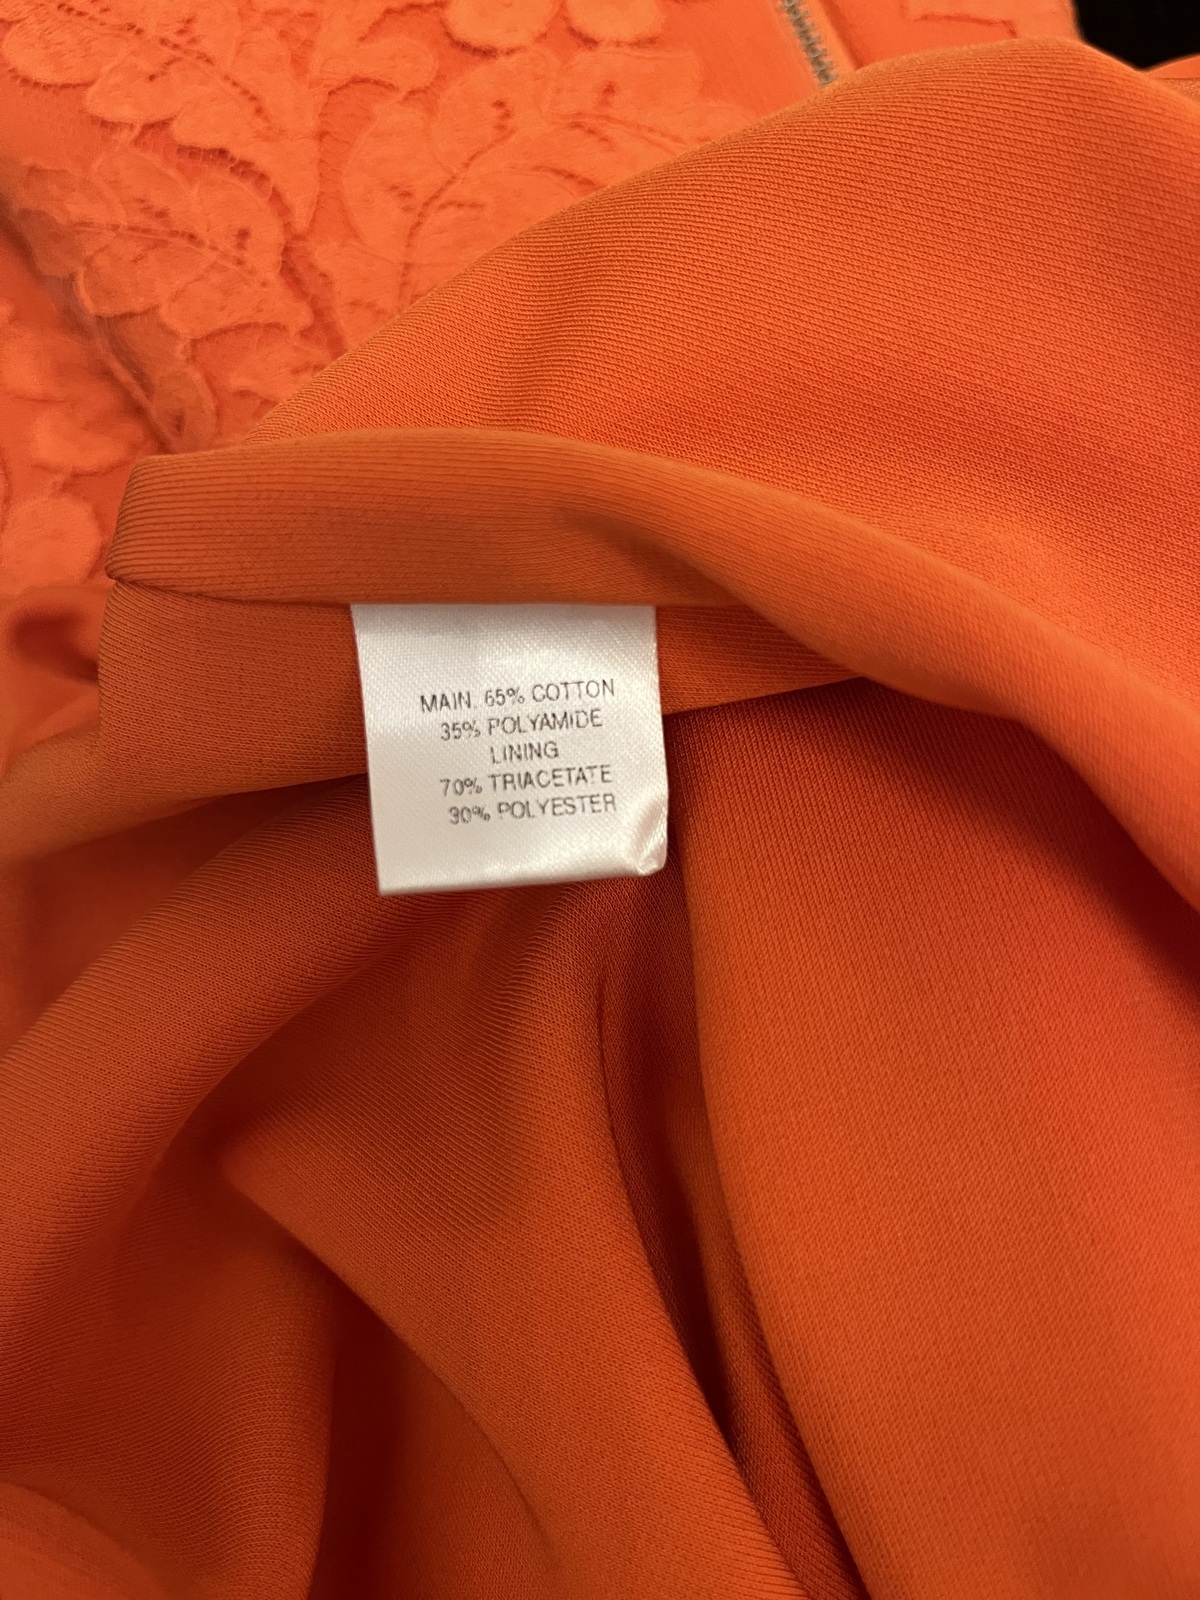 MAIN. 65% COTTON
35% POLYAMIDE
LINING
70% TRIACETATE
30% POLYESTER